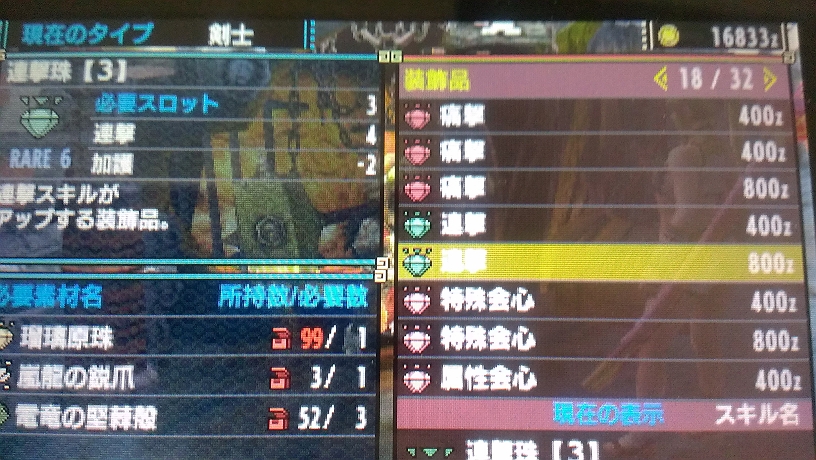 現在のタイプ 剣士
16833z
連撃珠【3】
必要スロット 3
連撃 4
RARE 6
加護 -2
連撃スキルが
アップする装飾品。
必要素材名 所持数/必要数
瑠璃原珠 99/ 1
嵐龍の鋭爪 3/ 1
電竜の堅棘殻 52/ 3
装飾品 18 / 32
痛撃 400z
痛撃 400z
痛撃 800z
連撃 400z
連撃 800z
特殊会心 400z
特殊会心 800z
属性会心 400z
現在の表示 スキル名
連撃珠【3】